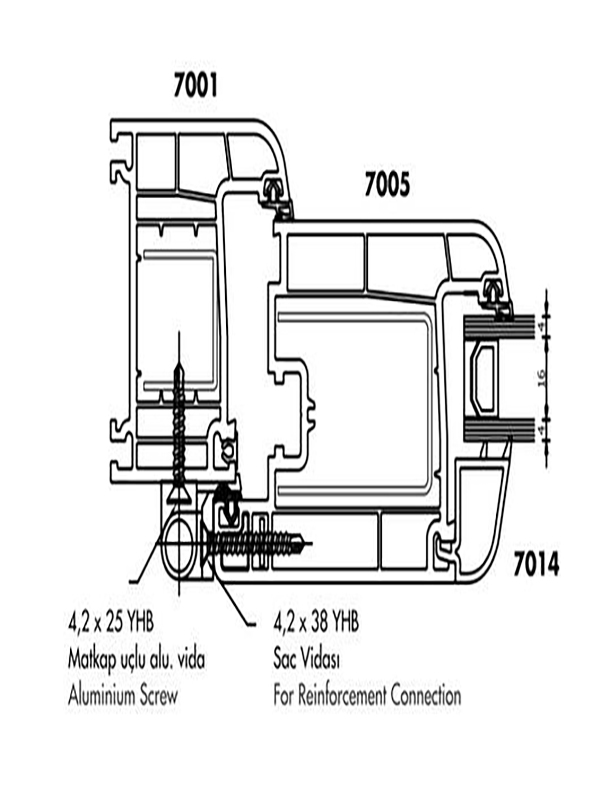 7001
7005
4
16
4
7014
4,2 x 25 YHB
Matkap uçlu alu. vida
Aluminium Screw
4,2 x 38 YHB
Sac Vidası
For Reinforcement Connection